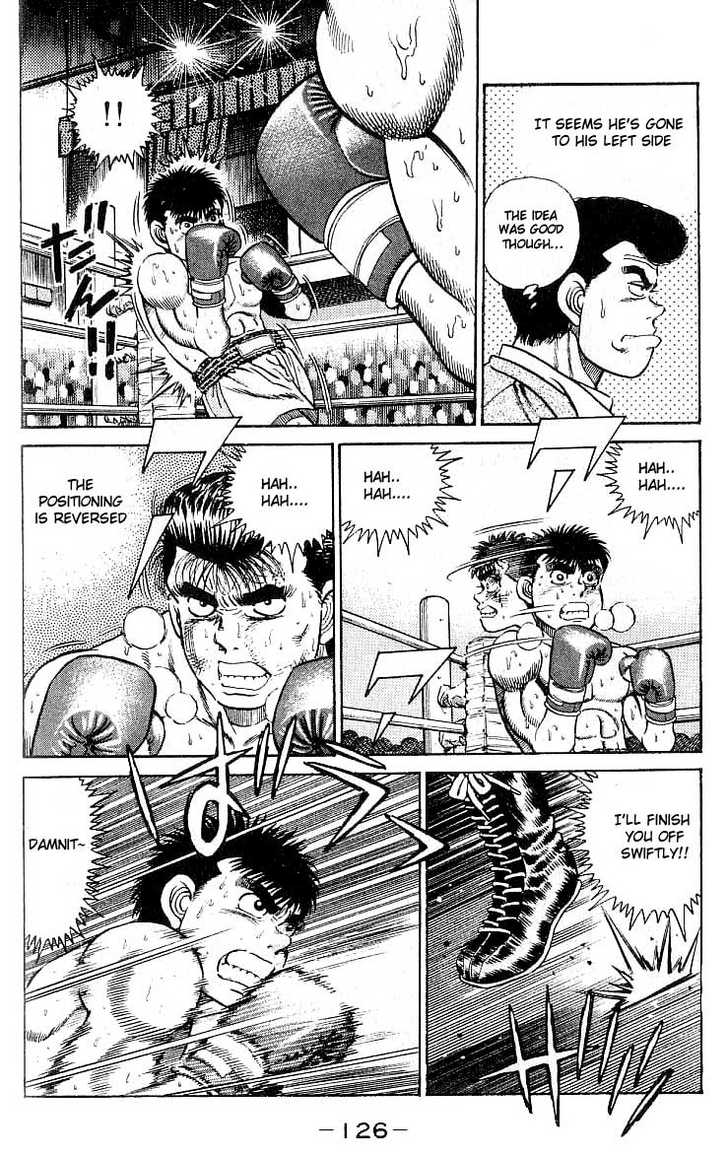 IT SEEMS HE'S GONE
TO HIS LEFT SIDE
THE IDEA
WAS GOOD
THOUGH...
!!
HAH..
HAH....
HAH..
HAH....
HAH..
HAH....
THE
POSITIONING
IS REVERSED
I'LL FINISH
YOU OFF
SWIFTLY!!
DAMNIT~
-126-